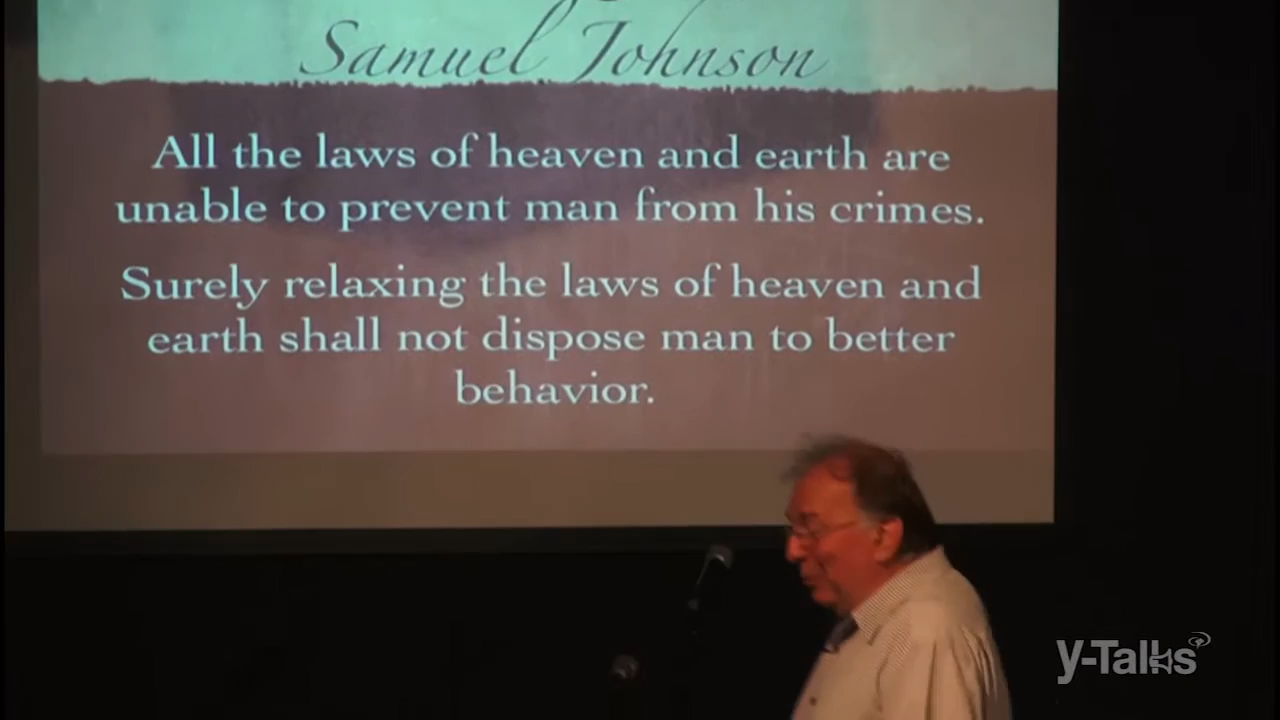 Samuel Johnson
All the laws of heaven and earth are
unable to prevent man from his crimes.
Surely relaxing the laws of heaven and
earth shall not dispose man to better
behavior.
y-Talks